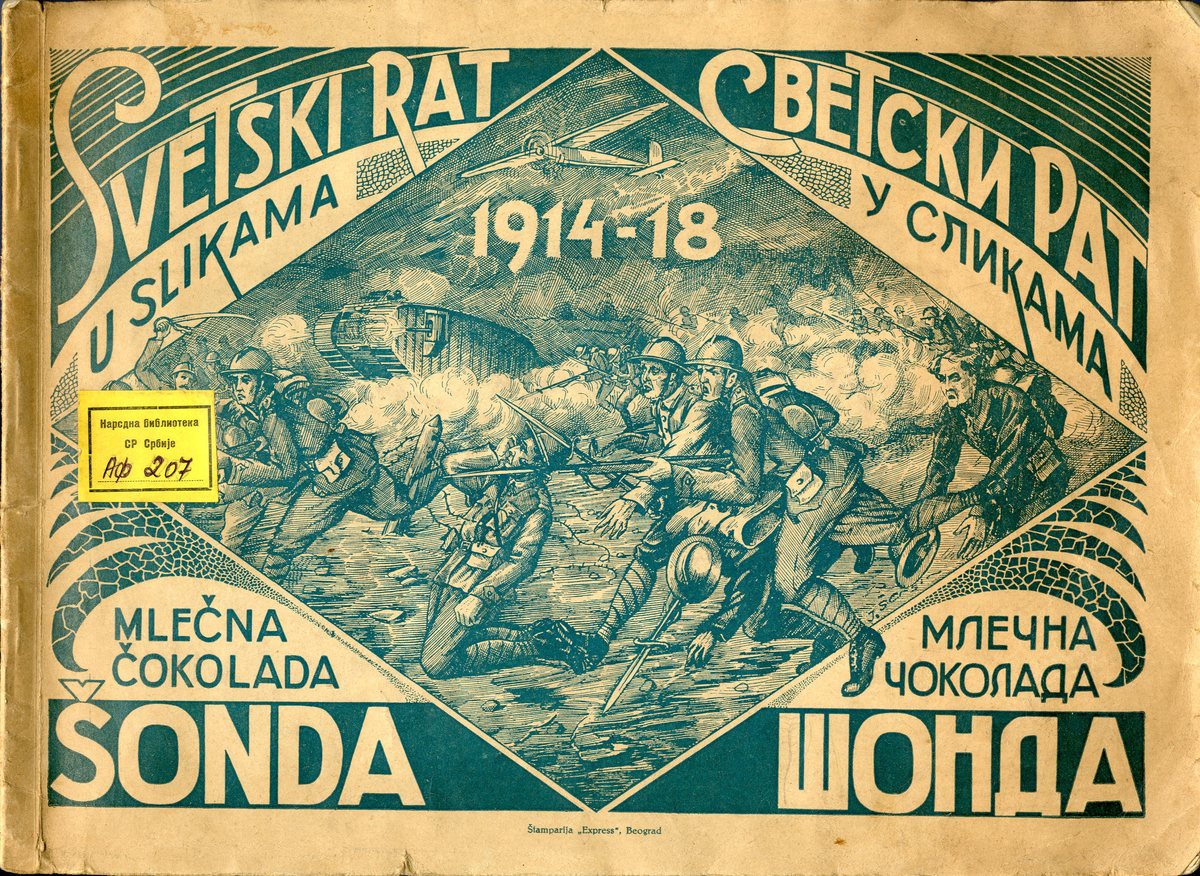 SVETSKI RAT
U SLIKAMA
СВЕТСКИ РАТ
У СЛИКАМА
1914-18
Народна библиотека
СР Србије
Аф 207
MLEČNA
ČOKOLADA
ŠONDA
МЛЕЧНА
ЧОКОЛАДА
ШОНДА
Štamparija „Express“, Beograd